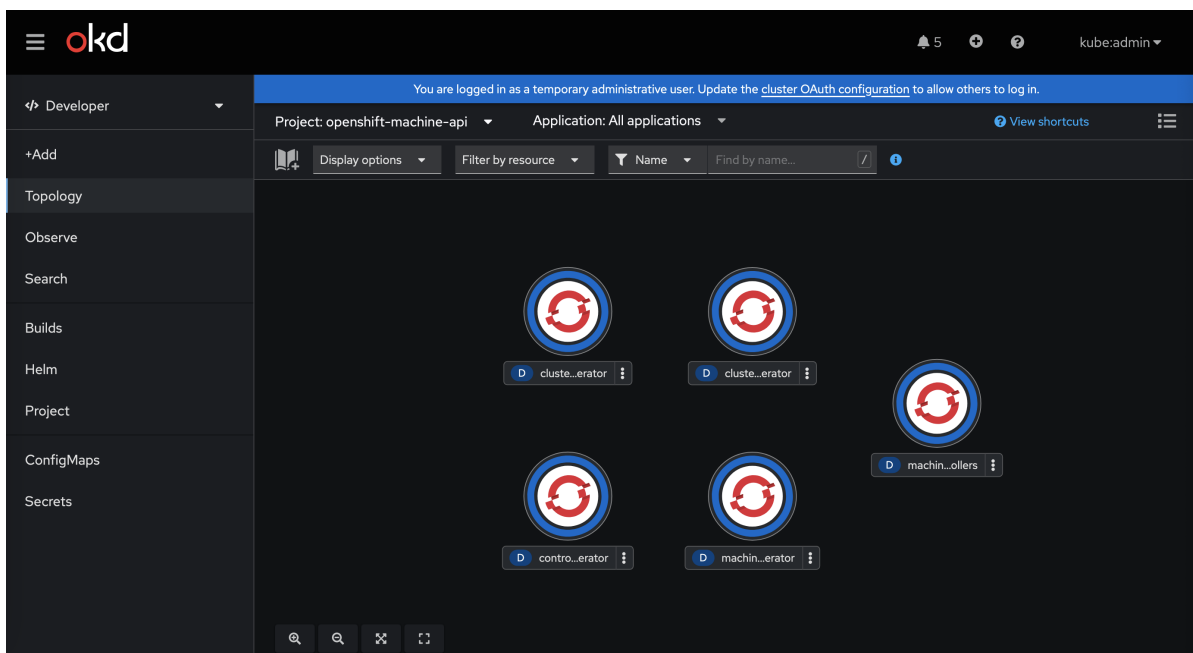 okd
5
kube:admin
Developer
You are logged in as a temporary administrative user. Update the cluster OAuth configuration to allow others to log in.
Project: openshift-machine-api
Application: All applications
View shortcuts
+Add
Display options
Filter by resource
Name
Find by name...
/
Topology
Observe
Search
Builds
Helm
Project
ConfigMaps
Secrets
D cluste...erator
D cluste...erator
D machin...ollers
D contro...erator
D machin...erator